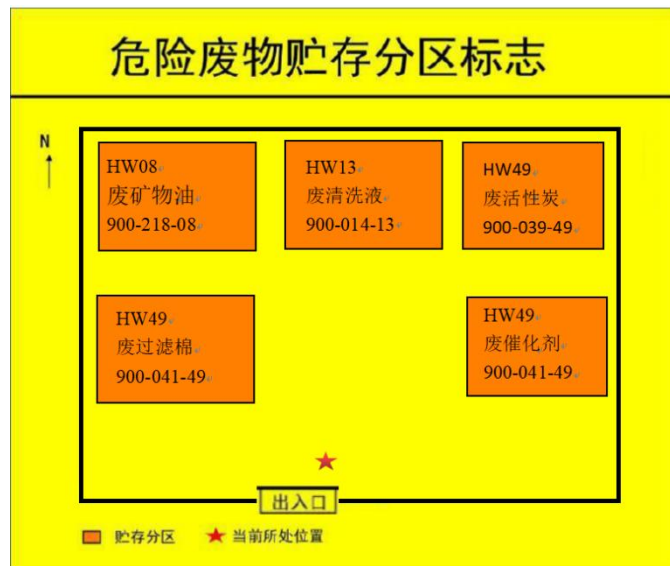 危险废物贮存分区标志
N
HW08
废矿物油
900-218-08
HW13
废清洗液
900-014-13
HW49
废活性炭
900-039-49
HW49
废过滤棉
900-041-49
HW49
废催化剂
900-041-49
出入口
贮存分区
当前所处位置